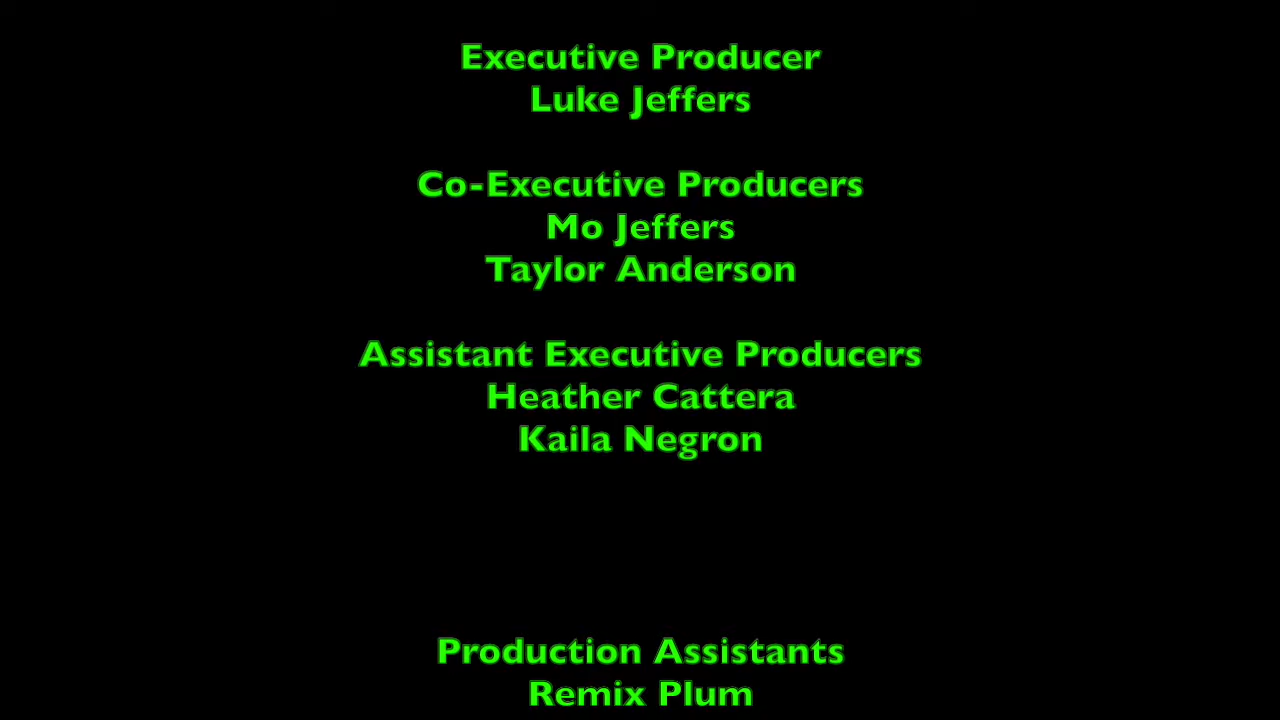 Executive Producer
Luke Jeffers
Co-Executive Producers
Mo Jeffers
Taylor Anderson
Assistant Executive Producers
Heather Cattera
Kaila Negron
Production Assistants
Remix Plum